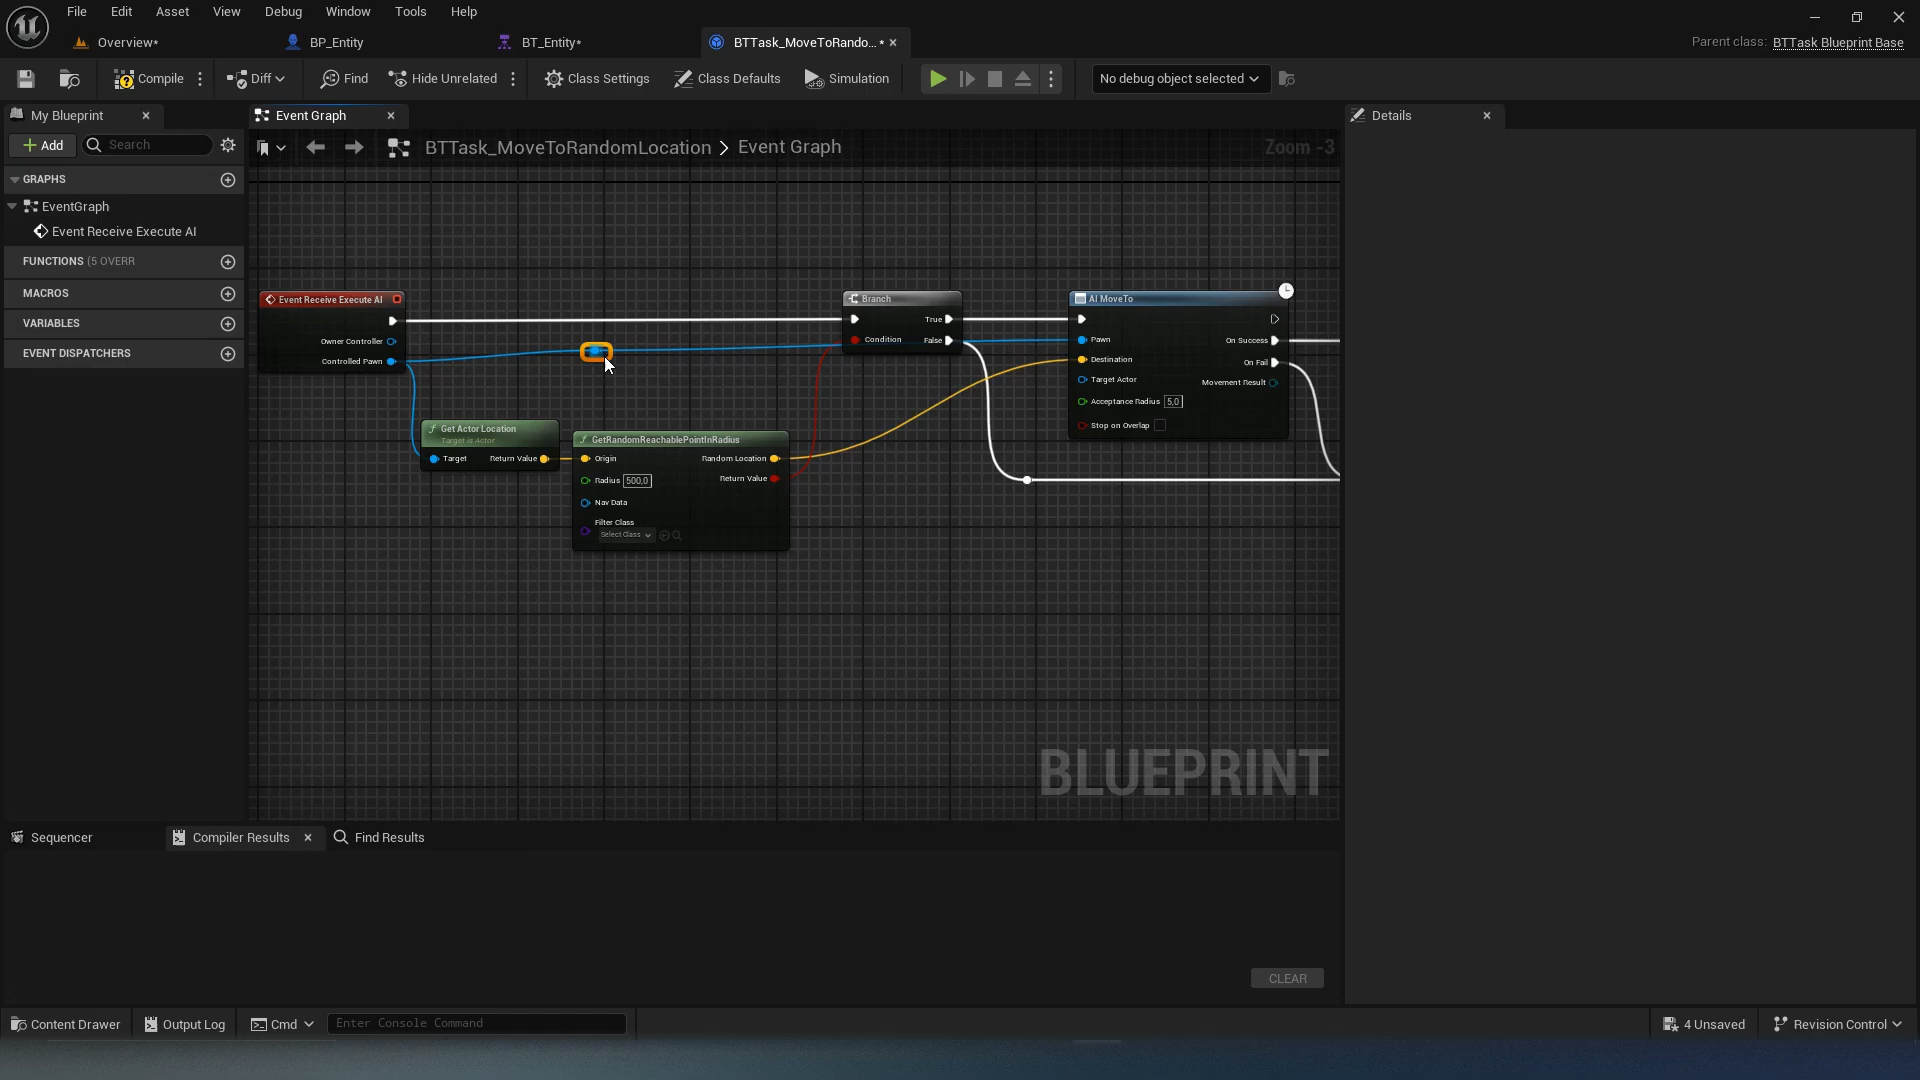 File Edit Asset View Debug Window Tools Help
Overview* BP_Entity BT_Entity* BTTask_MoveToRando... * Parent class: BTTask Blueprint Base
Compile Diff Find Hide Unrelated Class Settings Class Defaults Simulation No debug object selected
My Blueprint Event Graph Details
Add Search BTTask_MoveToRandomLocation > Event Graph Zoom -3
GRAPHS
EventGraph
Event Receive Execute AI
FUNCTIONS (5 OVERR
MACROS
VARIABLES
EVENT DISPATCHERS
Event Receive Execute AI
Owner Controller
Controlled Pawn
Get Actor Location
Target is Actor
Target Return Value
GetRandomReachablePointInRadius
Origin Random Location
Radius 500,0 Return Value
Nav Data
Filter Class
Select Class
Branch
True
Condition False
AI MoveTo
Pawn On Success
Destination On Fail
Target Actor Movement Result
Acceptance Radius 5,0
Stop on Overlap
BLUEPRINT
Sequencer Compiler Results Find Results
CLEAR
Content Drawer Output Log Cmd Enter Console Command 4 Unsaved Revision Control